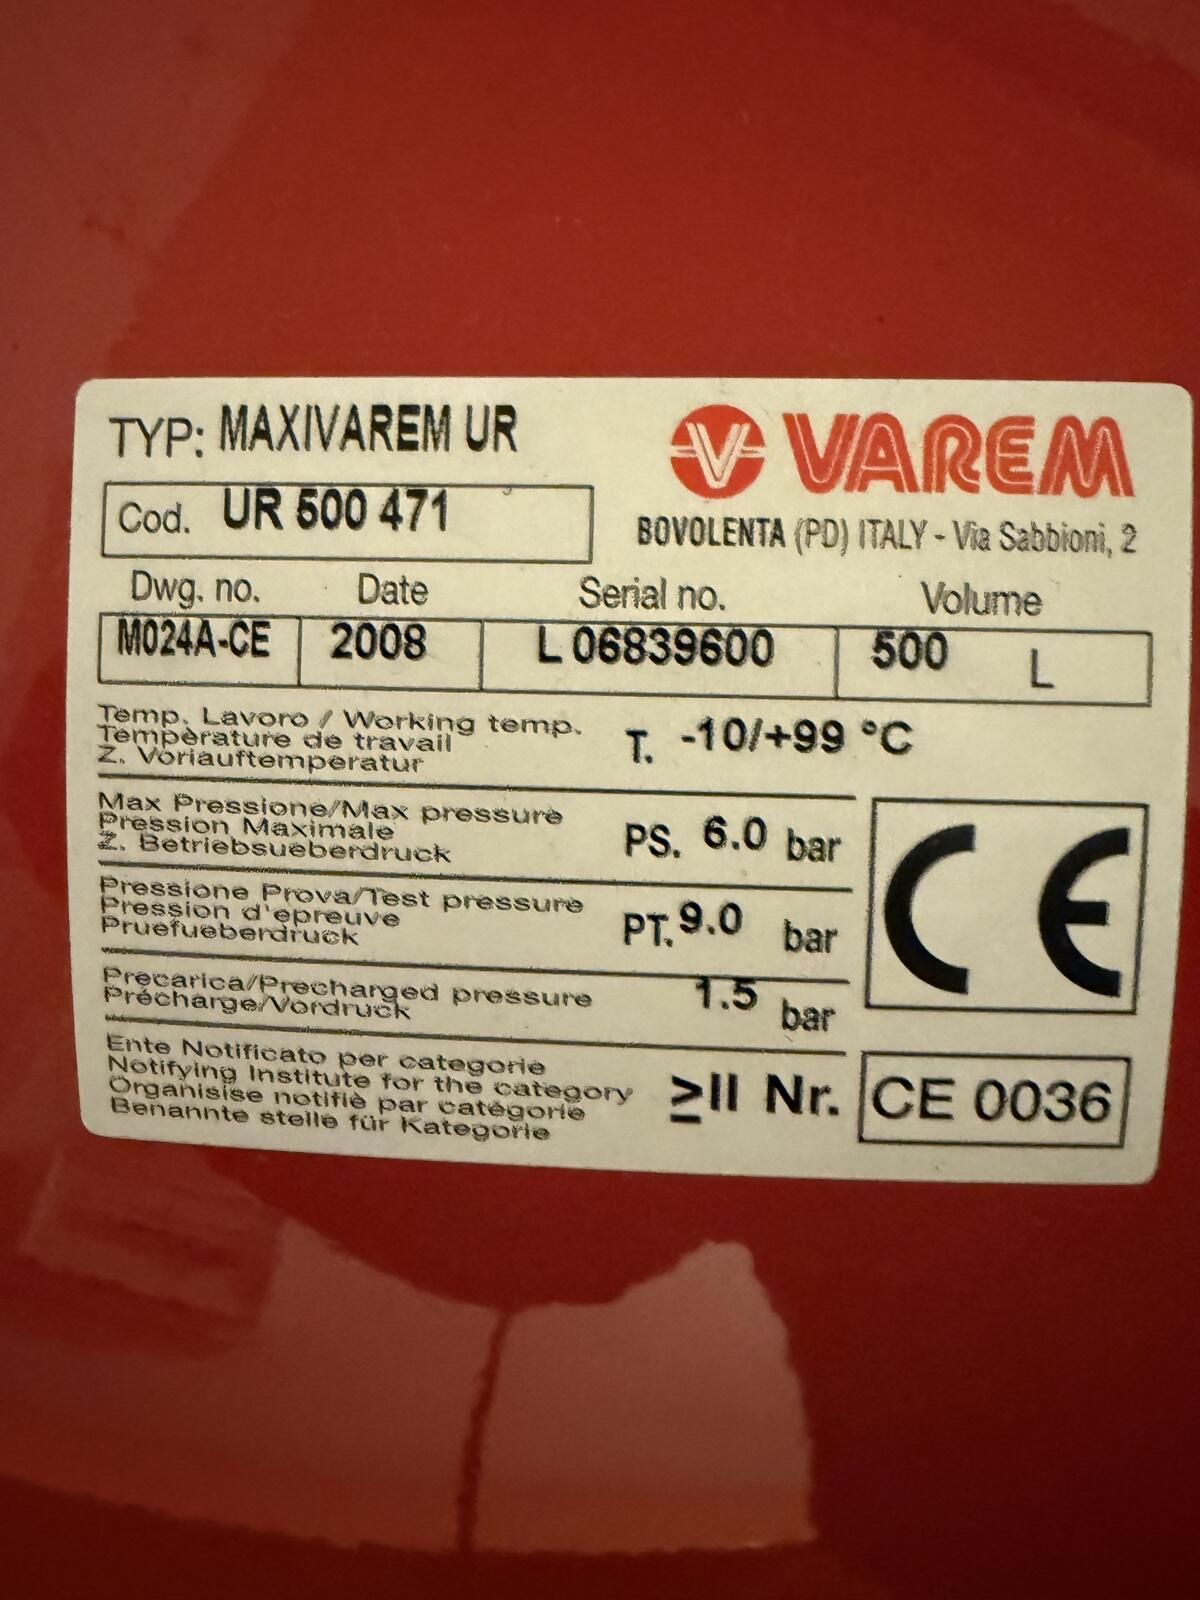 TYP: MAXIVAREM UR
VAREM
Cod. UR 500 471
BOVOLENTA (PD) ITALY - Via Sabbioni, 2
Dwg. no. Date Serial no. Volume
M024A-CE 2008 L 06839600 500 L
Temp. Lavoro / Working temp.
Tempèrature de travail
Z. Voriauftemperatur
T. -10/+99 °C
Max Pressione/Max pressure
Pression Maximale
Z. Betriebsueberdruck
PS. 6.0 bar
Pressione Prova/Test pressure
Pression d'epreuve
Pruefueberdruck
PT. 9.0 bar
Precarica/Precharged pressure
Précharge/Vordruck
1.5 bar
CE
Ente Notificato per categorie
Notifying Institute for the category
Organisise notifiè par catégorie
Benannte stelle für Kategorie
≥II Nr. CE 0036